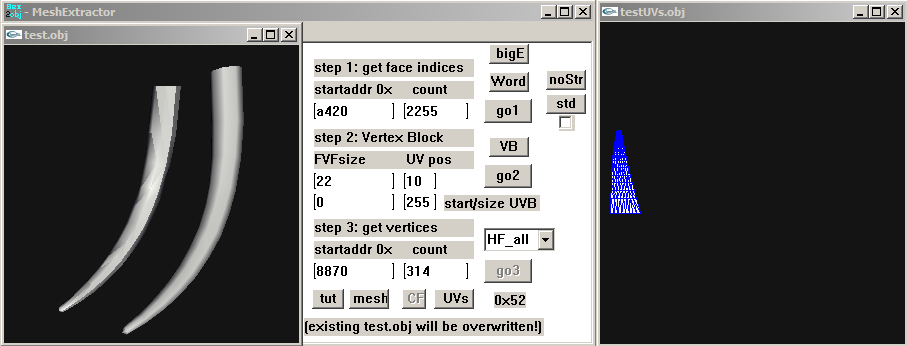 Hex 2obj - MeshExtractor
testUVs.obj
test.obj
bigE
step 1: get face indices
Word
noStr
startaddr 0x count
std
a420 2255
go1
step 2: Vertex Block
VB
FVFsize UV pos
go2
22 10
0 255 start/size UVB
step 3: get vertices
HF_all
startaddr 0x count
8870 314
go3
tut mesh CF UVs 0x52
(existing test.obj will be overwritten!)